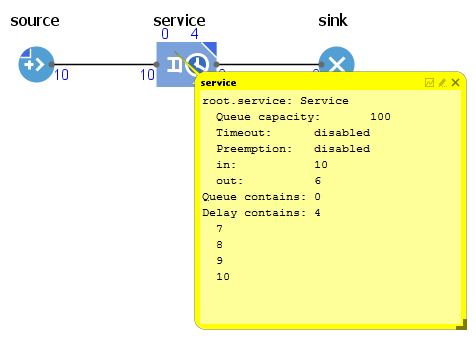 source service sink
0 4
10 10
service
root.service: Service
Queue capacity: 100
Timeout: disabled
Preemption: disabled
in: 10
out: 6
Queue contains: 0
Delay contains: 4
7
8
9
10